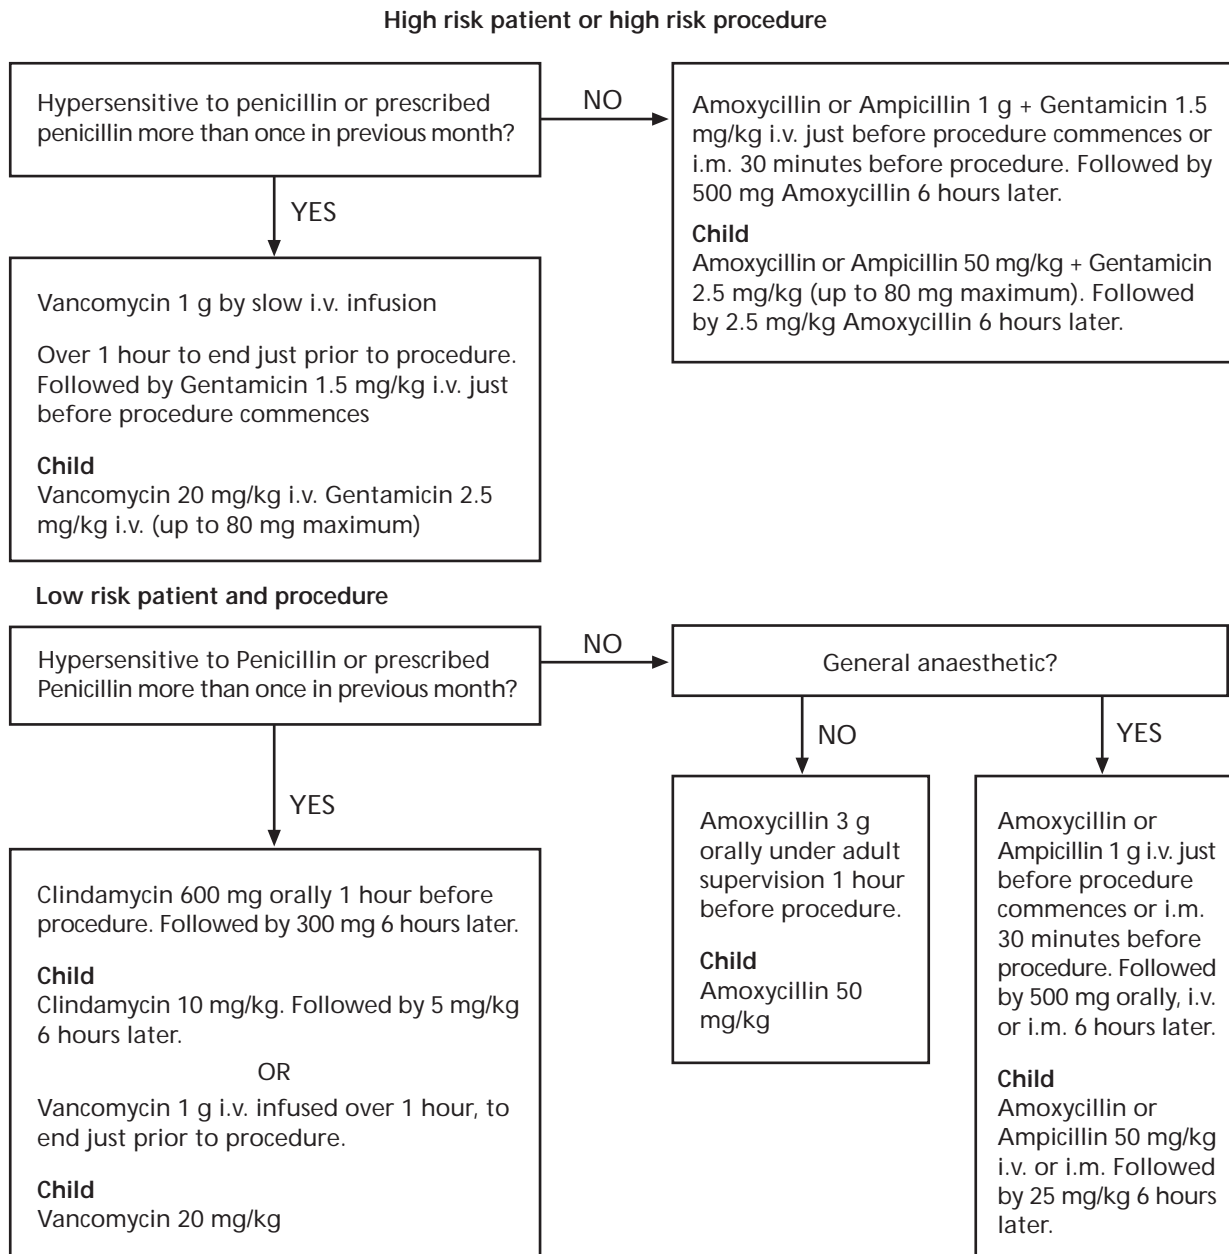 High risk patient or high risk procedure
Hypersensitive to penicillin or prescribed
penicillin more than once in previous month?
NO
Amoxycillin or Ampicillin 1 g + Gentamicin 1.5
mg/kg i.v. just before procedure commences or
i.m. 30 minutes before procedure. Followed by
500 mg Amoxycillin 6 hours later.
Child
Amoxycillin or Ampicillin 50 mg/kg + Gentamicin
2.5 mg/kg (up to 80 mg maximum). Followed
by 2.5 mg/kg Amoxycillin 6 hours later.
YES
Vancomycin 1 g by slow i.v. infusion
Over 1 hour to end just prior to procedure.
Followed by Gentamicin 1.5 mg/kg i.v. just
before procedure commences
Child
Vancomycin 20 mg/kg i.v. Gentamicin 2.5
mg/kg i.v. (up to 80 mg maximum)
Low risk patient and procedure
Hypersensitive to Penicillin or prescribed
Penicillin more than once in previous month?
NO
General anaesthetic?
YES
Clindamycin 600 mg orally 1 hour before
procedure. Followed by 300 mg 6 hours later.
Child
Clindamycin 10 mg/kg. Followed by 5 mg/kg
6 hours later.
OR
Vancomycin 1 g i.v. infused over 1 hour, to
end just prior to procedure.
Child
Vancomycin 20 mg/kg
NO
Amoxycillin 3 g
orally under adult
supervision 1 hour
before procedure.
Child
Amoxycillin 50
mg/kg
YES
Amoxycillin or
Ampicillin 1 g i.v. just
before procedure
commences or i.m.
30 minutes before
procedure. Followed
by 500 mg orally, i.v.
or i.m. 6 hours later.
Child
Amoxycillin or
Ampicillin 50 mg/kg
i.v. or i.m. Followed
by 25 mg/kg 6 hours
later.